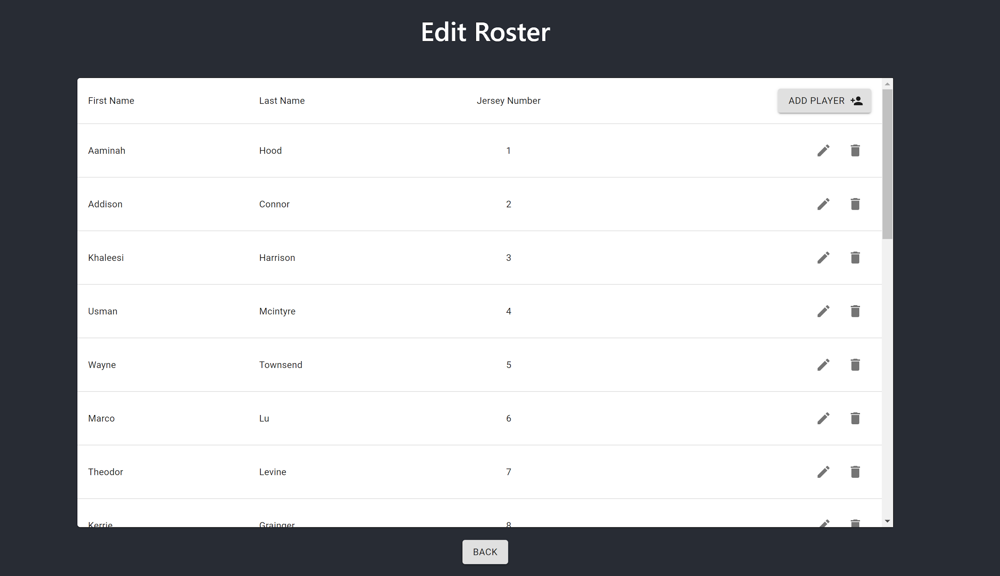 Edit Roster
First Name Last Name Jersey Number ADD PLAYER
Aaminah Hood 1
Addison Connor 2
Khaleesi Harrison 3
Usman Mcintyre 4
Wayne Townsend 5
Marco Lu 6
Theodor Levine 7
Kerrie Grainger 8
BACK